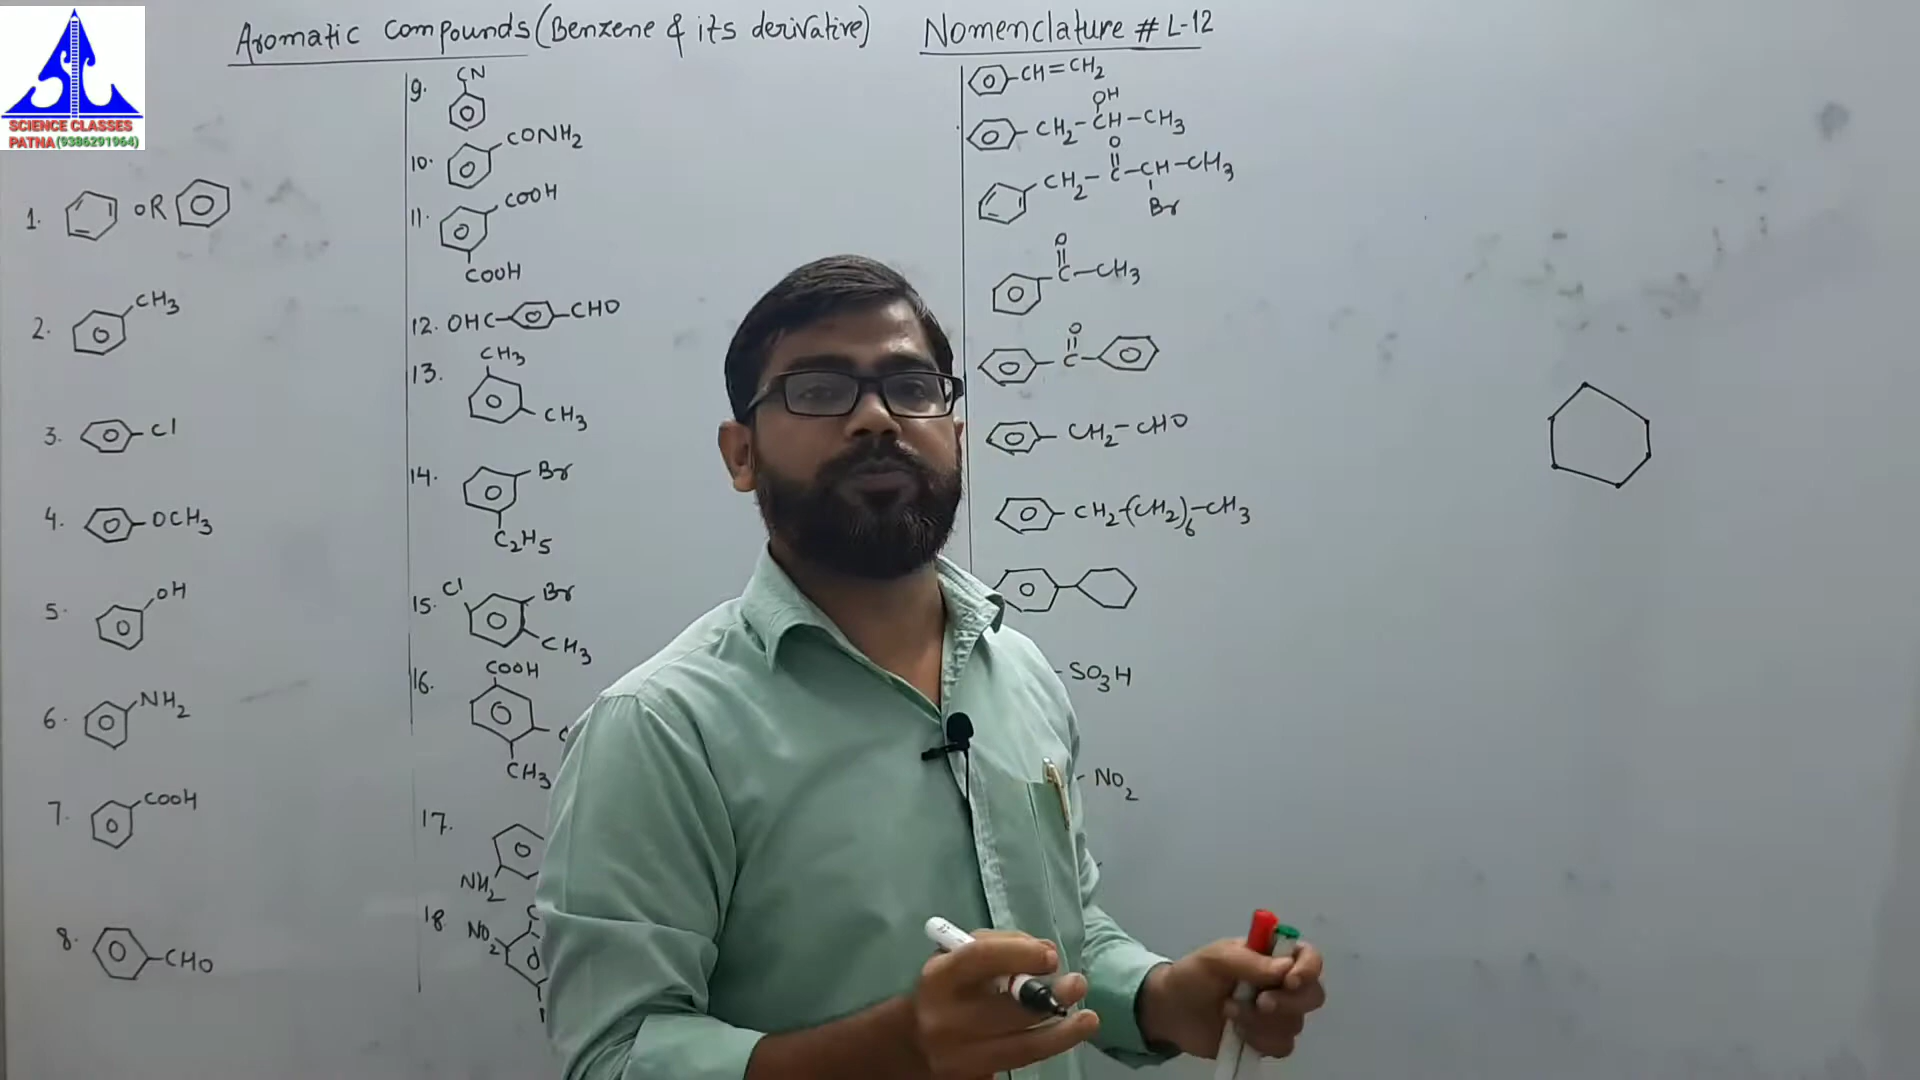 Aromatic Compounds (Benzene & its derivative) Nomenclature # L-12
SCIENCE CLASSES
PATNA (9386291964)
1. OR
2. CH3
3. Cl
4. OCH3
5. OH
6. NH2
7. COOH
8. CHO
9. CN
10. CONH2
11. COOH
COOH
12. OHC CHO
13. CH3
CH3
14. Br
C2H5
15. Cl Br
CH3
16. COOH
CH3
17.
NH2
18. NO2
CH=CH2
OH
CH2-CH-CH3
O
CH2-C-CH-CH3
Br
O
C-CH3
O
C
CH2-CHO
CH2-(CH2)6-CH3
-SO3H
-NO2